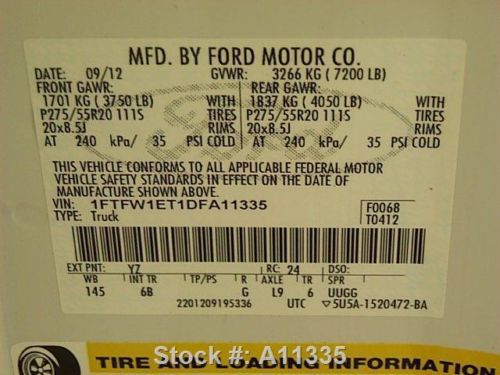 MFD. BY FORD MOTOR CO.
DATE: 09/12 GVWR: 3266 KG ( 7200 LB)
FRONT GAWR: REAR GAWR:
1701 KG ( 3750 LB) WITH 1837 KG ( 4050 LB) WITH
P275/55R20 111S TIRES P275/55R20 111S TIRES
20x8.5J RIMS 20x8.5J RIMS
AT 240 kPa/ 35 PSI COLD AT 240 kPa/ 35 PSI COLD
THIS VEHICLE CONFORMS TO ALL APPLICABLE FEDERAL MOTOR
VEHICLE SAFETY STANDARDS IN EFFECT ON THE DATE OF
MANUFACTURE SHOWN ABOVE.
VIN: 1FTFW1ET1DFA11335 F0068
TYPE: Truck T0412
EXT PNT: YZ RC: 24 DSO:
WB INT TR TP/PS R AXLE TR SPR
145 6B G L9 6 UUGG
2201209195336 UTC ▽5U5A-1520472-BA
TIRE AND LOADING INFORMATION
Stock #: A11335